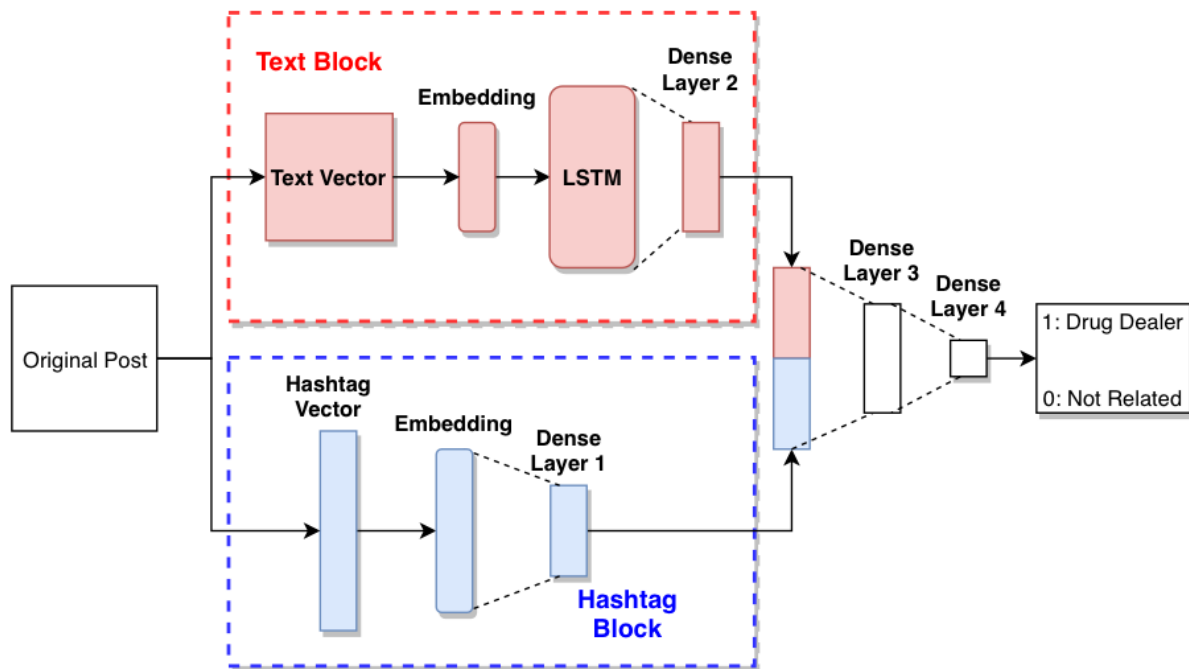 Text Block
Embedding
Dense
Layer 2
Text Vector
LSTM
Original Post
Dense
Layer 3
Dense
Layer 4
1: Drug Dealer
0: Not Related
Hashtag
Vector
Embedding
Dense
Layer 1
Hashtag
Block